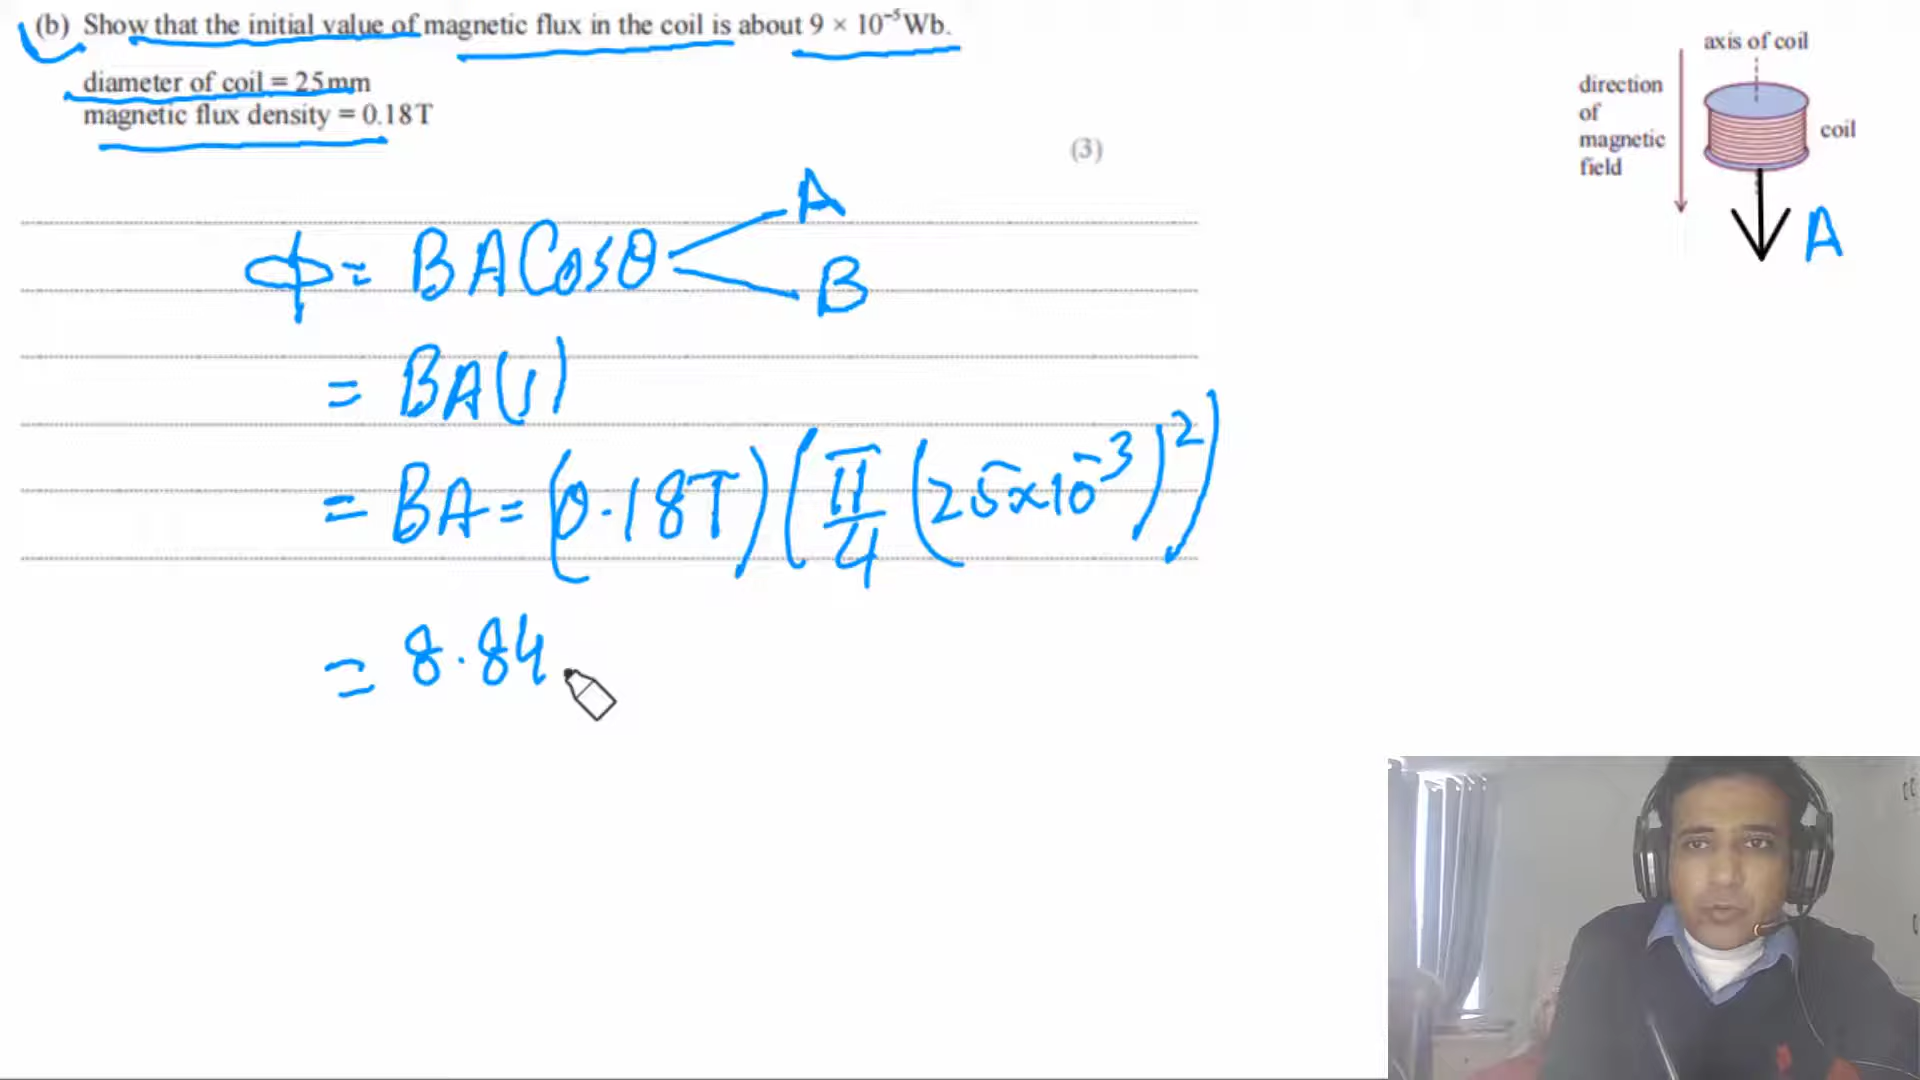 (b) Show that the initial value of magnetic flux in the coil is about 9 × 10⁻⁵ Wb.
diameter of coil = 25 mm
magnetic flux density = 0.18 T
(3)
axis of coil
direction
of
magnetic
field
coil
A
ϕ = BA Cosθ
A
B
= BA(1)
= BA = (0.18T)(π/4 (25×10⁻³)²)
= 8.84